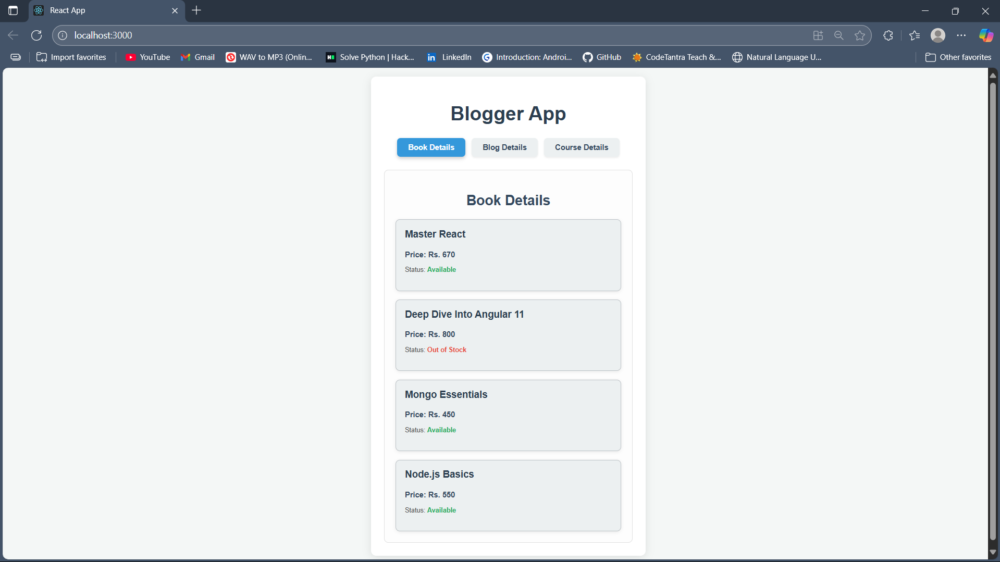 React App
localhost:3000
Import favorites
YouTube
Gmail
WAV to MP3 (Onlin...
Solve Python | Hack...
LinkedIn
Introduction: Androi...
GitHub
CodeTantra Teach &...
Natural Language U...
Other favorites
Blogger App
Book Details
Blog Details
Course Details
Book Details
Master React
Price: Rs. 670
Status: Available
Deep Dive Into Angular 11
Price: Rs. 800
Status: Out of Stock
Mongo Essentials
Price: Rs. 450
Status: Available
Node.js Basics
Price: Rs. 550
Status: Available